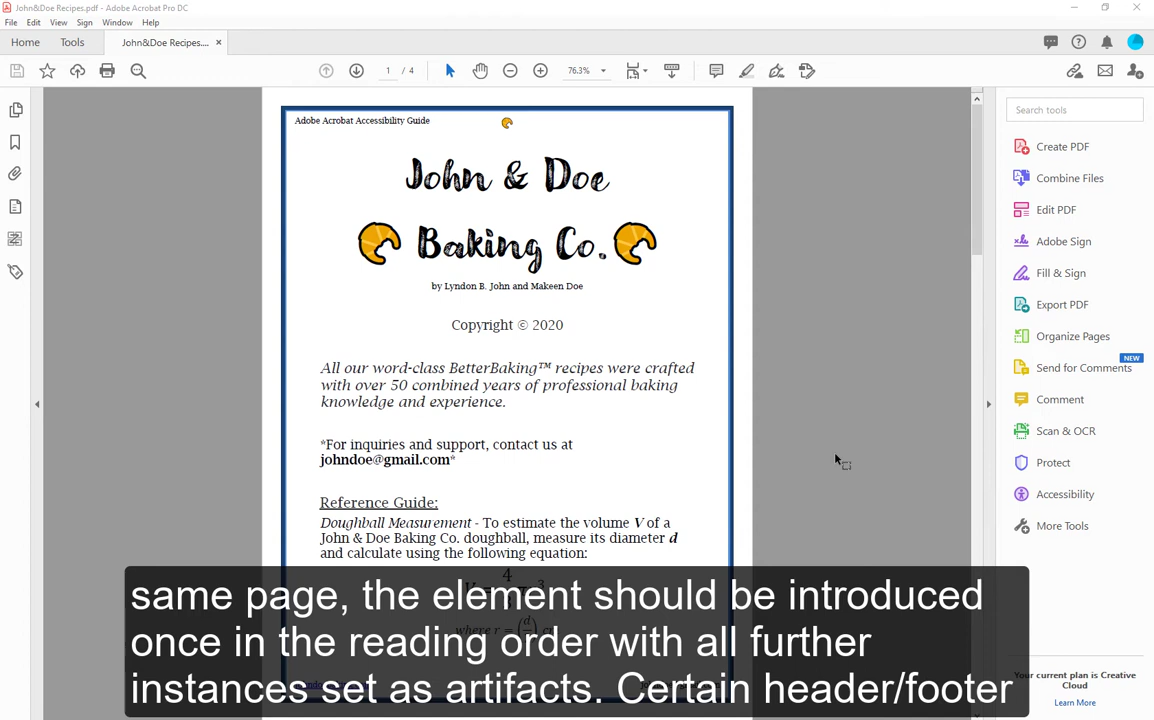 John&Doe Recipes.pdf - Adobe Acrobat Pro DC
File Edit View Sign Window Help
Home Tools John&Doe Recipes.... ×
1 / 4 76.3%
Search tools
Create PDF
Combine Files
Edit PDF
Adobe Sign
Fill & Sign
Export PDF
Organize Pages
NEW
Send for Comments
Comment
Scan & OCR
Protect
Accessibility
More Tools
Your current plan is Creative
Cloud
Learn More
Adobe Acrobat Accessibility Guide
John & Doe
Baking Co.
by Lyndon B. John and Makeen Doe
Copyright © 2020
All our word-class BetterBaking™ recipes were crafted
with over 50 combined years of professional baking
knowledge and experience.
*For inquiries and support, contact us at
johndoe@gmail.com*
Reference Guide:
Doughball Measurement - To estimate the volume V of a
John & Doe Baking Co. doughball, measure its diameter d
and calculate using the following equation:
same page, the element should be introduced
once in the reading order with all further
instances set as artifacts. Certain header/footer